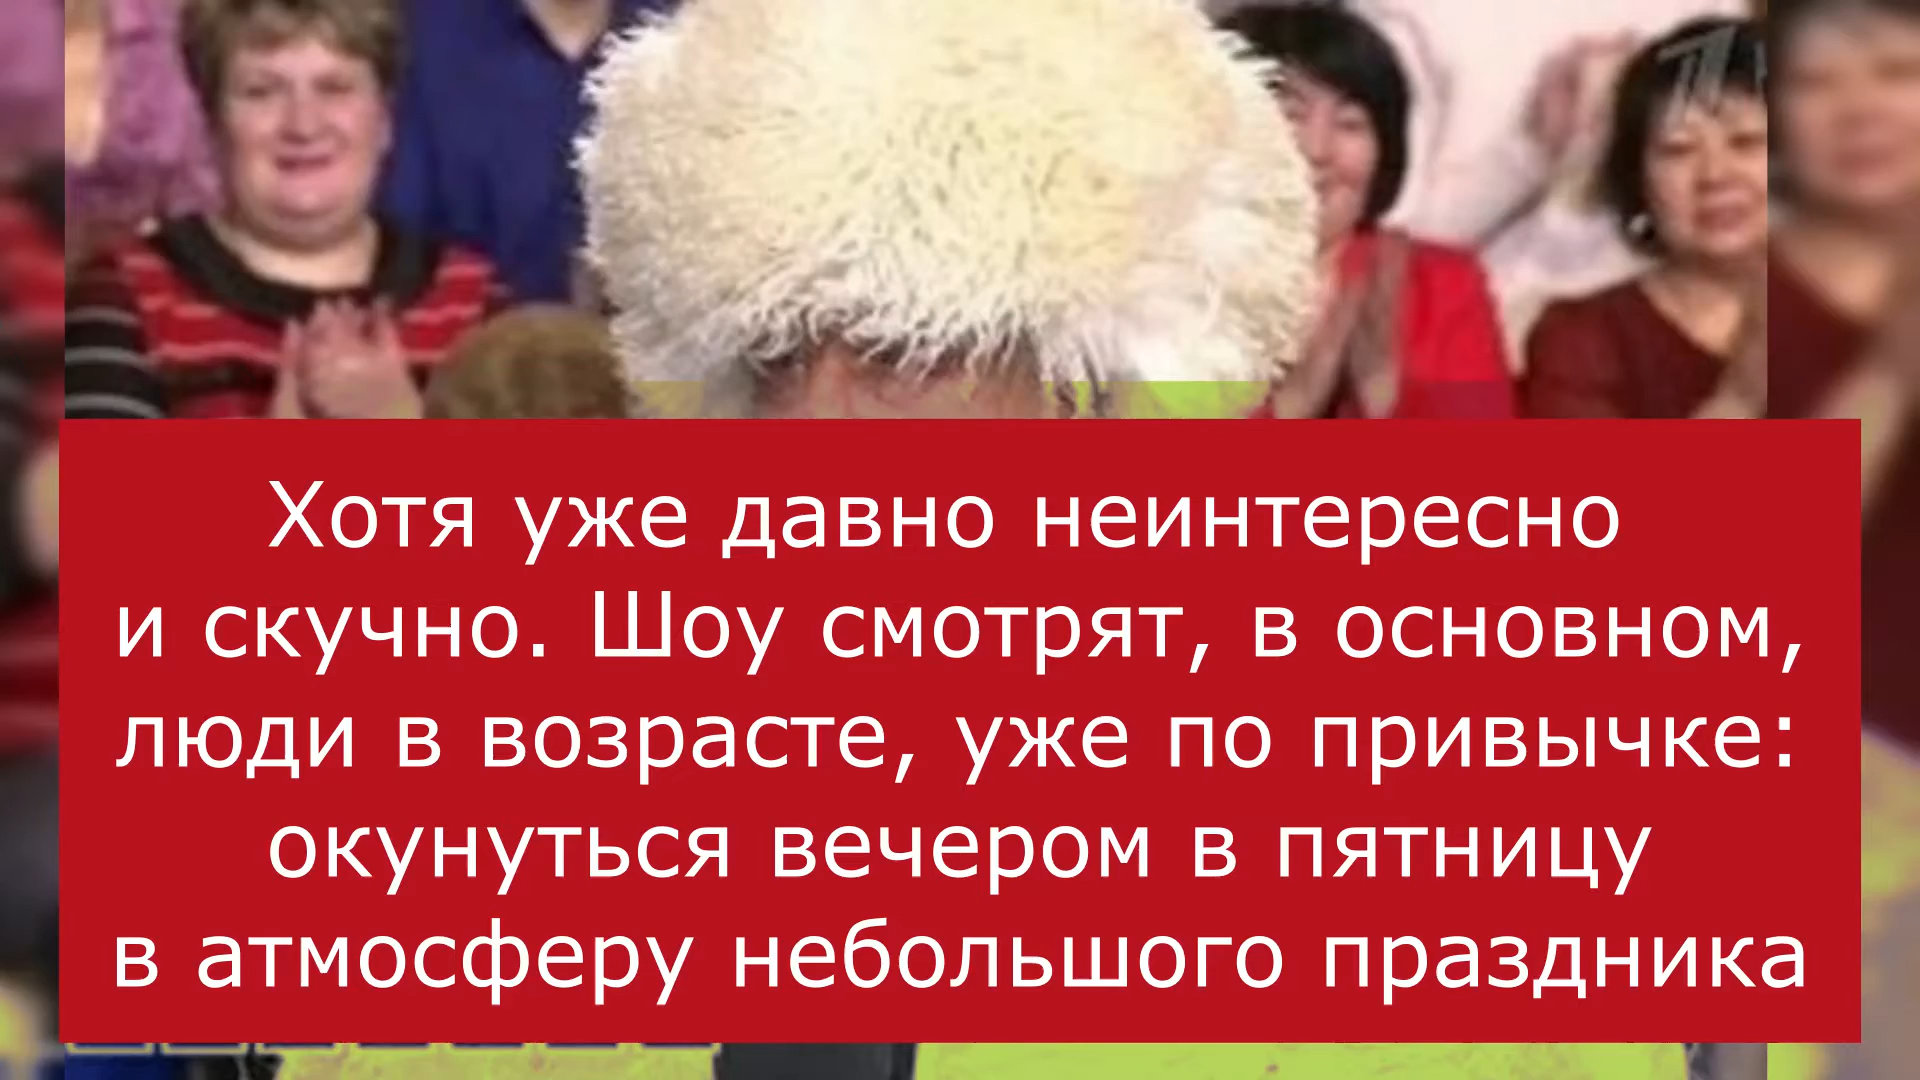 Хотя уже давно неинтересно
и скучно. Шоу смотрят, в основном,
люди в возрасте, уже по привычке:
окунуться вечером в пятницу
в атмосферу небольшого праздника